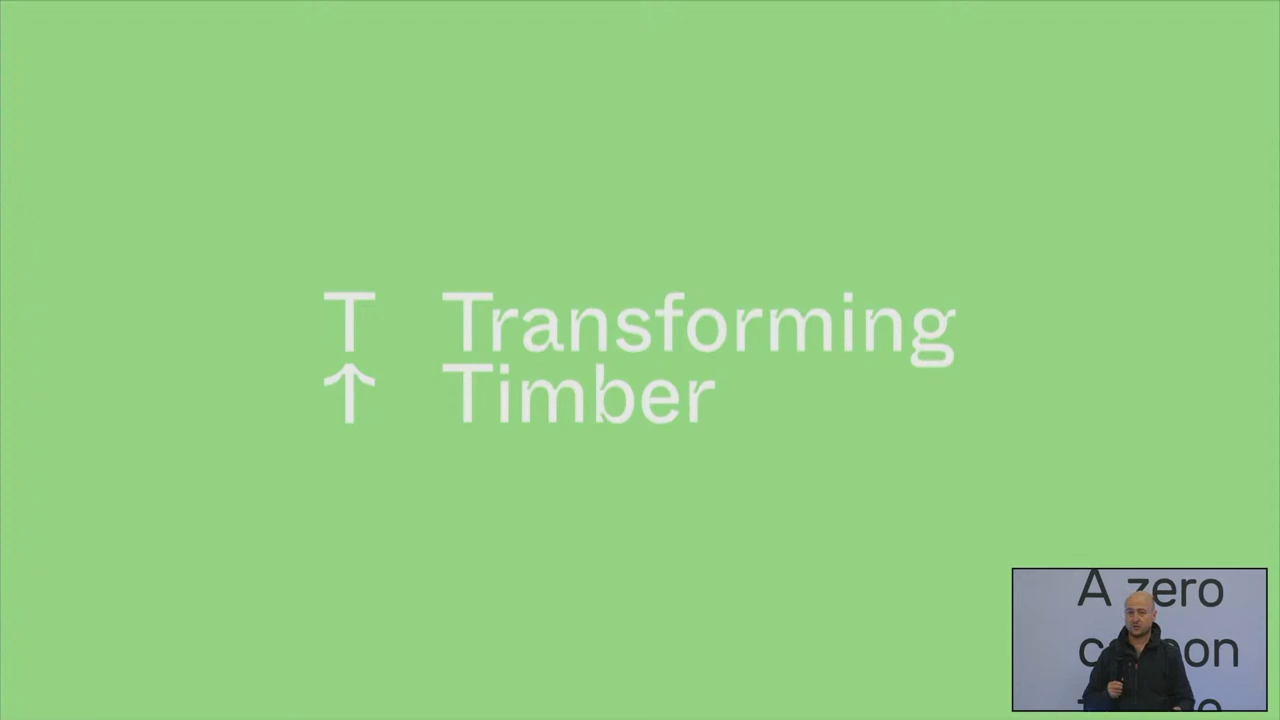 T Transforming
↑ Timber
A zero